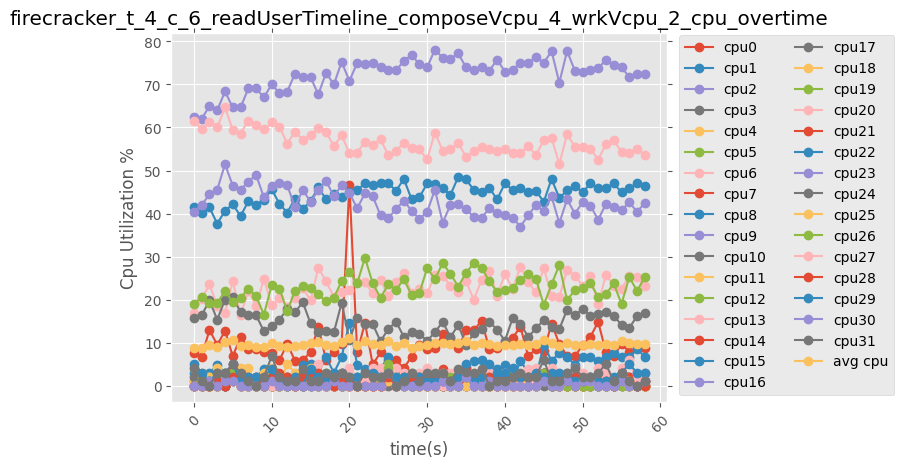 firecracker_t_4_c_6_readUserTimeline_composeVcpu_4_wrkVcpu_2_cpu_overtime
80
70
60
50
40
30
20
10
0
Cpu Utilization %
0 10 20 30 40 50 60
time(s)
cpu0 cpu17
cpu1 cpu18
cpu2 cpu19
cpu3 cpu20
cpu4 cpu21
cpu5 cpu22
cpu6 cpu23
cpu7 cpu24
cpu8 cpu25
cpu9 cpu26
cpu10 cpu27
cpu11 cpu28
cpu12 cpu29
cpu13 cpu30
cpu14 cpu31
cpu15 avg cpu
cpu16